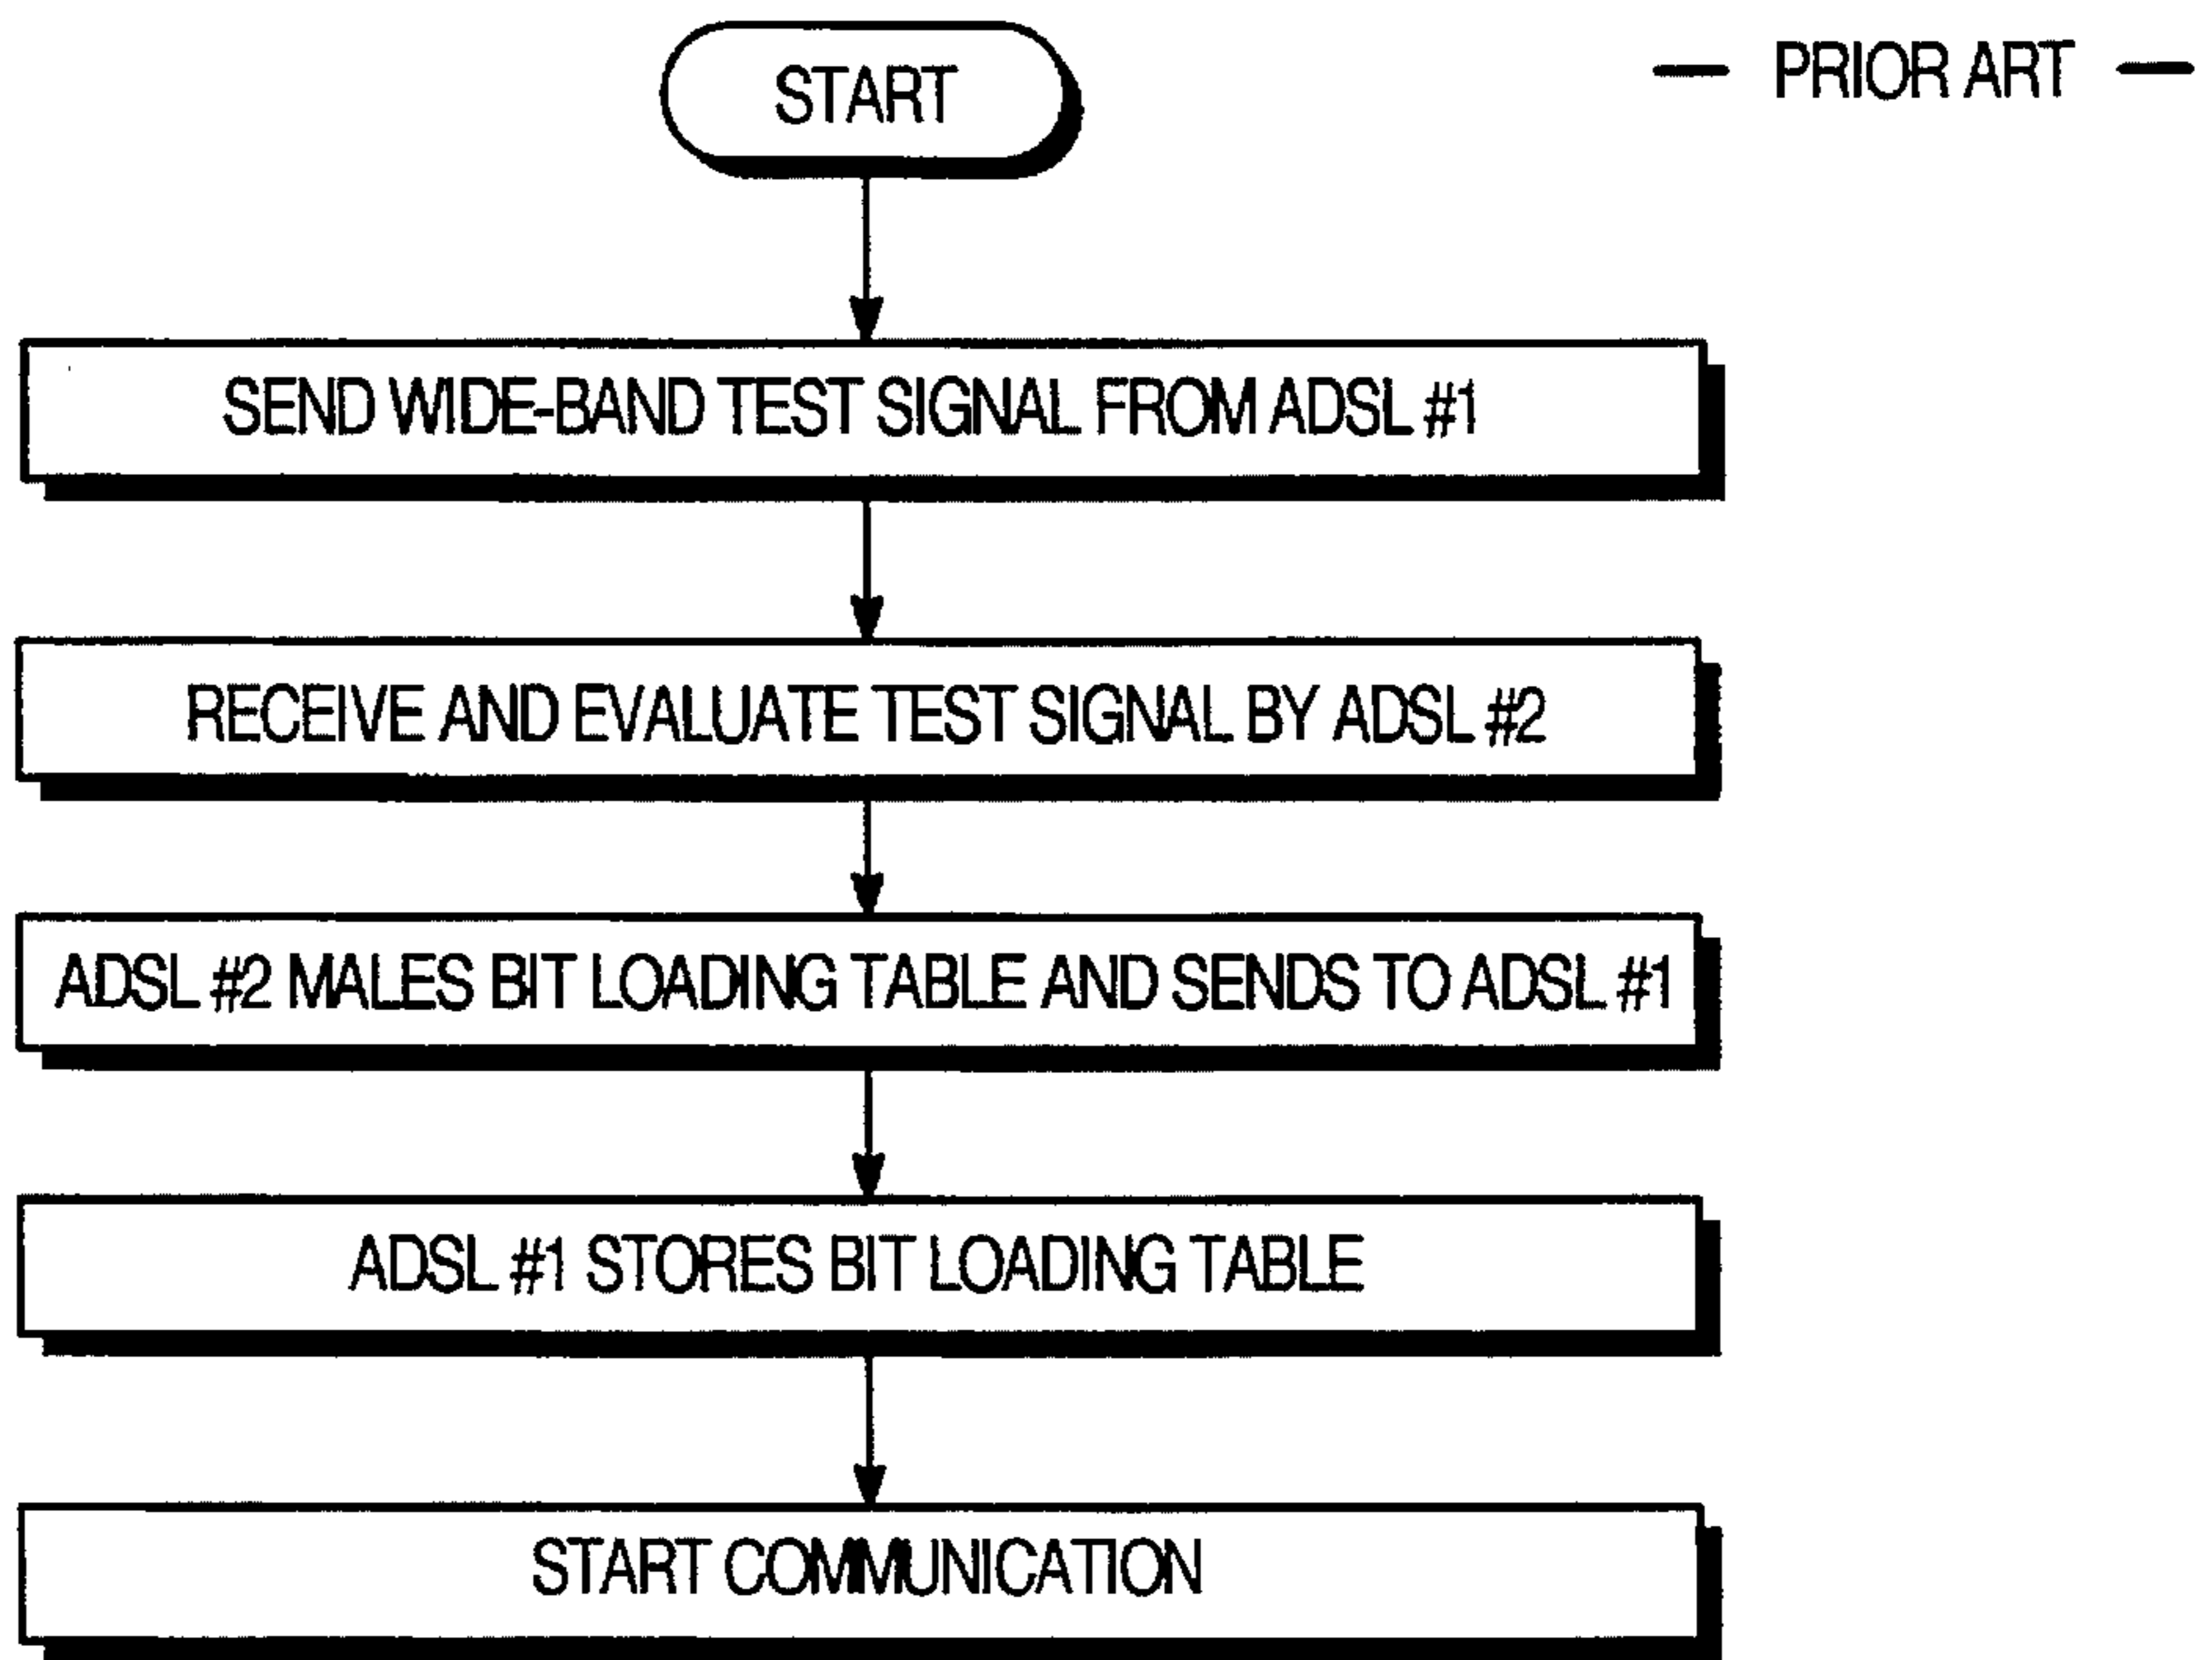 START
— PRIOR ART —
SEND WIDE-BAND TEST SIGNAL FROM ADSL #1
RECEIVE AND EVALUATE TEST SIGNAL BY ADSL #2
ADSL #2 MALES BIT LOADING TABLE AND SENDS TO ADSL #1
ADSL #1 STORES BIT LOADING TABLE
START COMMUNICATION